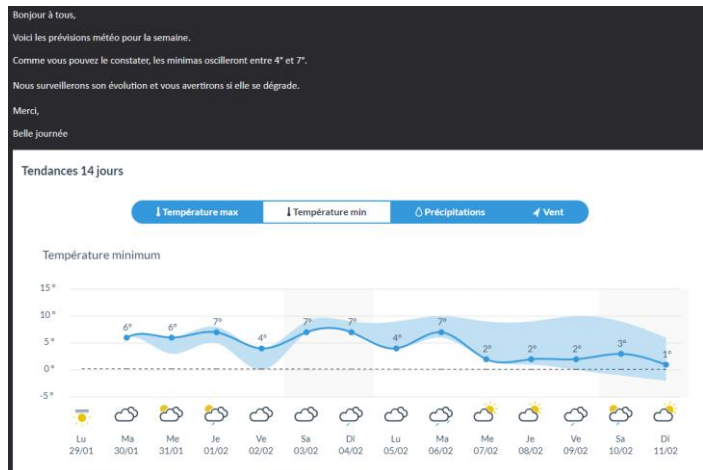 Bonjour à tous,
Voici les prévisions météo pour la semaine.
Comme vous pouvez le constater, les minimas oscilleront entre 4° et 7°.
Nous surveillerons son évolution et vous avertirons si elle se dégrade.
Merci,
Belle journée
Tendances 14 jours
Température max Température min Précipitations Vent
Température minimum
15°
10°
5°
0°
-5°
6° 6° 7° 4° 7° 7° 4° 7° 2° 2° 2° 3° 1°
Lu Ma Me Je Ve Sa Di Lu Ma Me Je Ve Sa Di
29/01 30/01 31/01 01/02 02/02 03/02 04/02 05/02 06/02 07/02 08/02 09/02 10/02 11/02